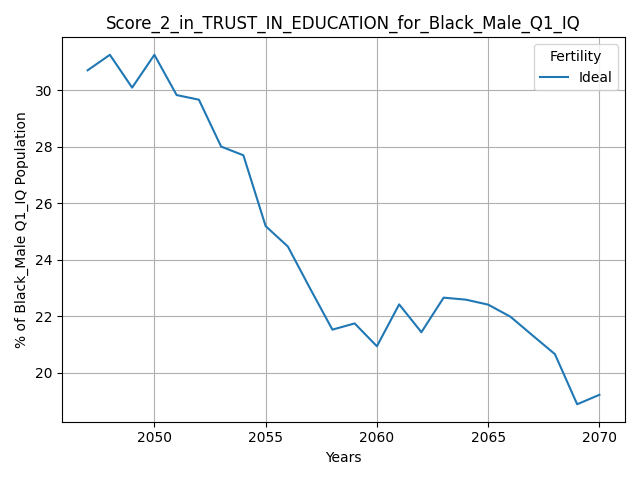 Score_2_in_TRUST_IN_EDUCATION_for_Black_Male_Q1_IQ
Fertility
Ideal
% of Black_Male Q1_IQ Population
30
28
26
24
22
20
2050
2055
2060
2065
2070
Years